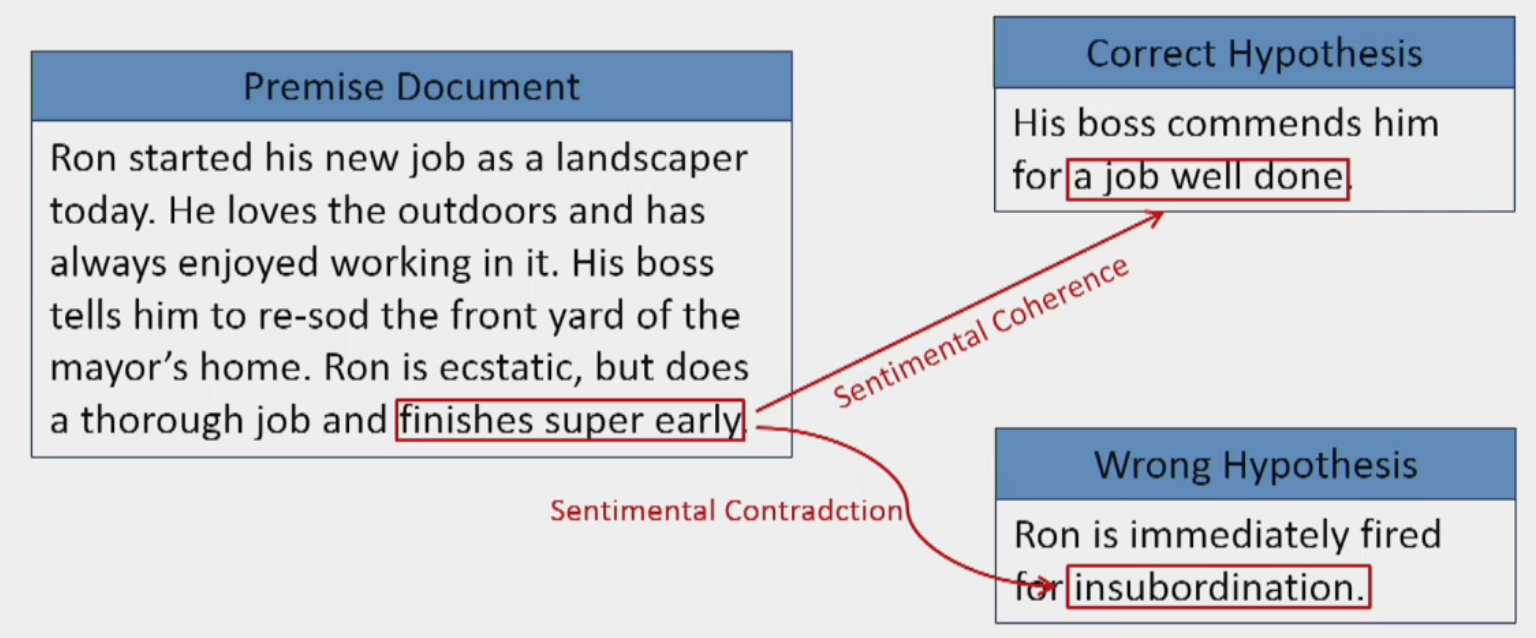 Premise Document
Ron started his new job as a landscaper
today. He loves the outdoors and has
always enjoyed working in it. His boss
tells him to re-sod the front yard of the
mayor’s home. Ron is ecstatic, but does
a thorough job and finishes super early.
Correct Hypothesis
His boss commends him
for a job well done.
Sentimental Coherence
Sentimental Contradction
Wrong Hypothesis
Ron is immediately fired
for insubordination.